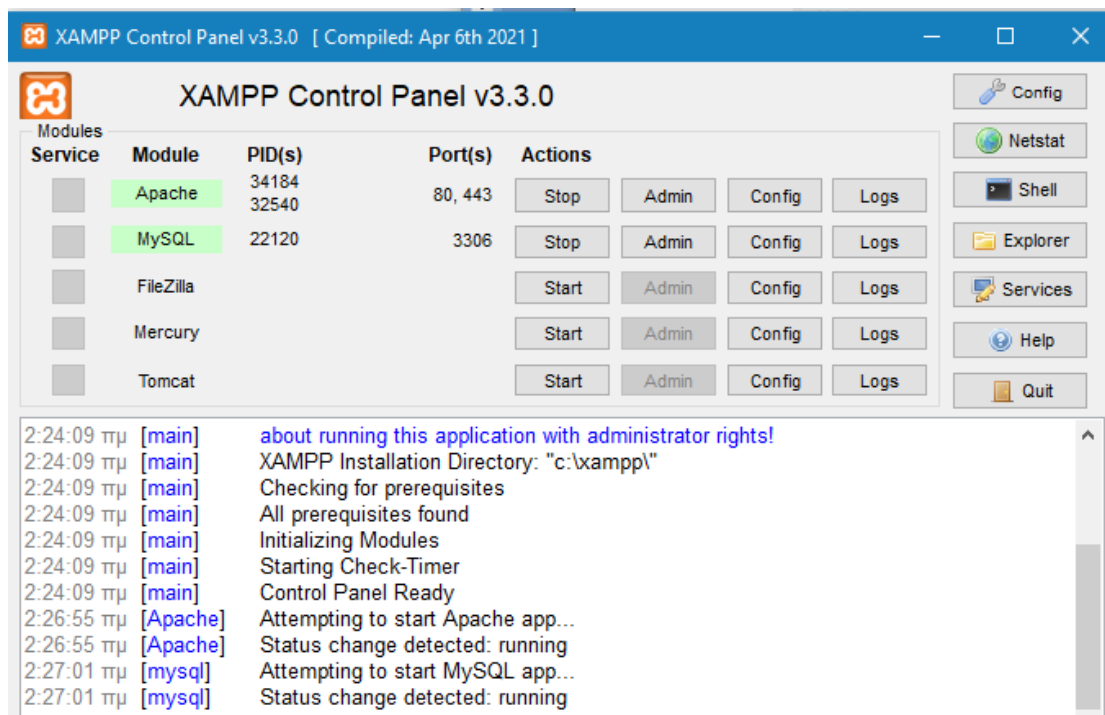 XAMPP Control Panel v3.3.0 [ Compiled: Apr 6th 2021 ]
XAMPP Control Panel v3.3.0
Config
Modules
Service Module PID(s) Port(s) Actions
Netstat
Apache 34184 32540 80, 443 Stop Admin Config Logs
Shell
MySQL 22120 3306 Stop Admin Config Logs
Explorer
FileZilla Start Admin Config Logs
Services
Mercury Start Admin Config Logs
Help
Tomcat Start Admin Config Logs
Quit
2:24:09 πμ [main] about running this application with administrator rights!
2:24:09 πμ [main] XAMPP Installation Directory: "c:\xampp\"
2:24:09 πμ [main] Checking for prerequisites
2:24:09 πμ [main] All prerequisites found
2:24:09 πμ [main] Initializing Modules
2:24:09 πμ [main] Starting Check-Timer
2:24:09 πμ [main] Control Panel Ready
2:26:55 πμ [Apache] Attempting to start Apache app...
2:26:55 πμ [Apache] Status change detected: running
2:27:01 πμ [mysql] Attempting to start MySQL app...
2:27:01 πμ [mysql] Status change detected: running